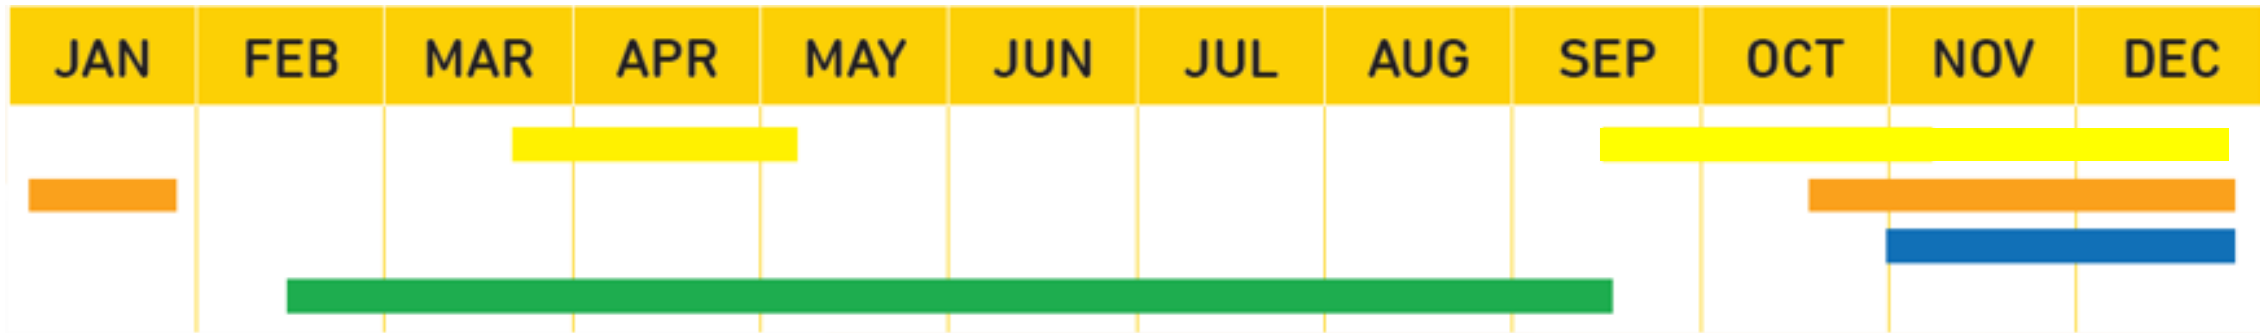 JAN FEB MAR APR MAY JUN JUL AUG SEP OCT NOV DEC